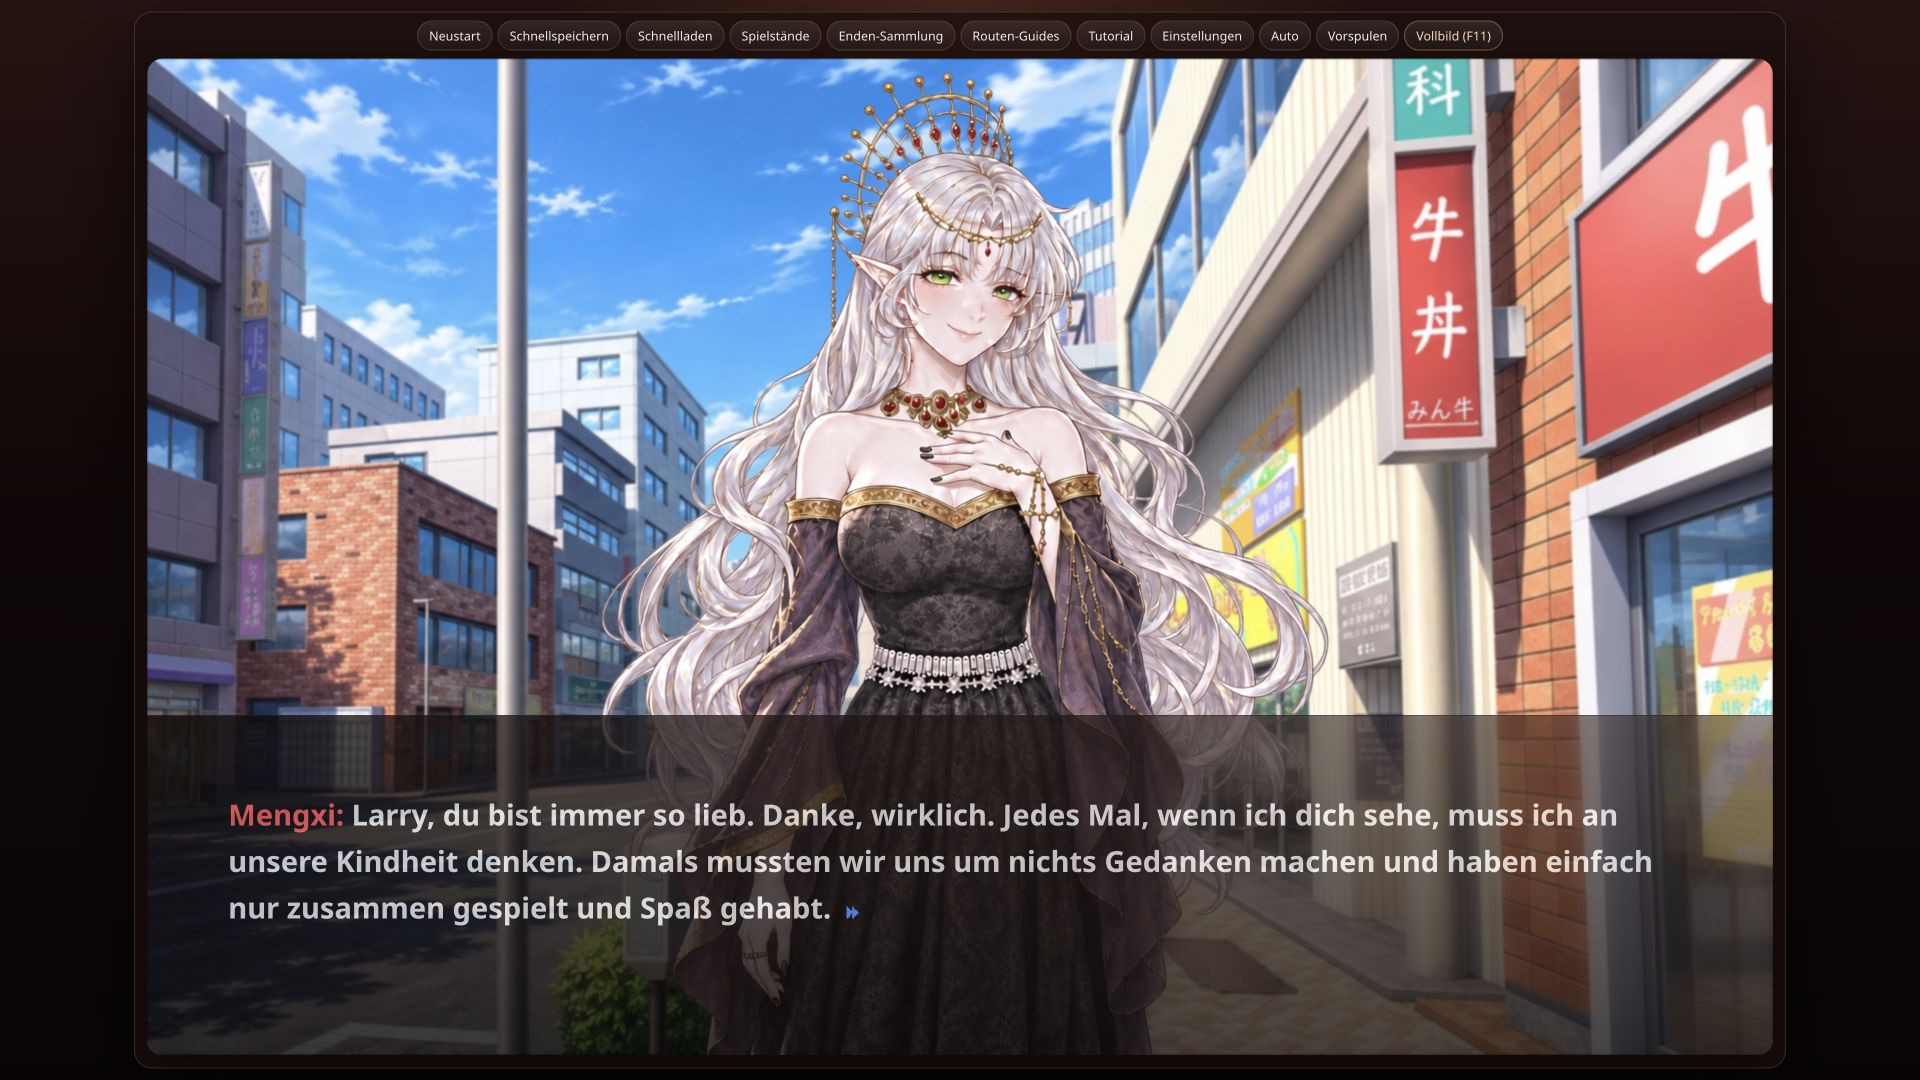 Neustart
Schnellspeichern
Schnellladen
Spielstände
Enden-Sammlung
Routen-Guides
Tutorial
Einstellungen
Auto
Vorspulen
Vollbild (F11)
科
牛丼
みん牛
牛
Mengxi: Larry, du bist immer so lieb. Danke, wirklich. Jedes Mal, wenn ich dich sehe, muss ich an
unsere Kindheit denken. Damals mussten wir uns um nichts Gedanken machen und haben einfach
nur zusammen gespielt und Spaß gehabt.